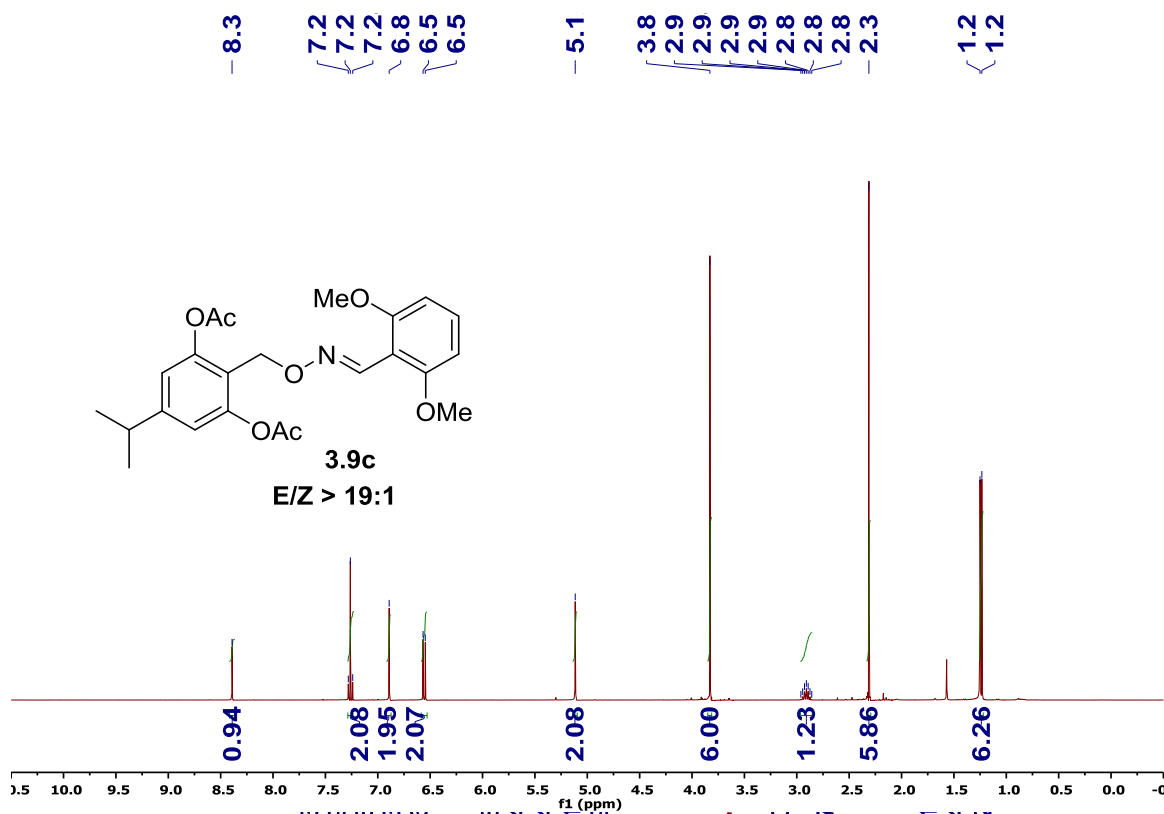 8.3 7.2 7.2 7.2 6.8 6.5 6.5 5.1 3.8 2.9 2.9 2.9 2.9 2.8 2.8 2.8 2.3 1.2 1.2
MeO
OAc
N
O
OMe
OAc
3.9c
E/Z > 19:1
0.94 2.08 1.95 2.07 2.08 6.00 1.23 5.86 6.26
10.0 9.5 9.0 8.5 8.0 7.5 7.0 6.5 6.0 5.5 5.0 4.5 4.0 3.5 3.0 2.5 2.0 1.5 1.0 0.5 0.0
f1 (ppm)